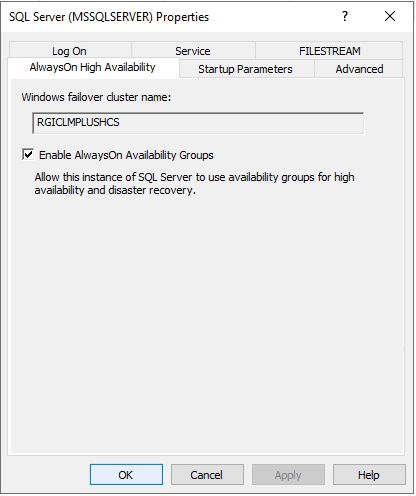 SQL Server (MSSQLSERVER) Properties
?
Log On
Service
FILESTREAM
AlwaysOn High Availability
Startup Parameters
Advanced
Windows failover cluster name:
RGICLMPLUSHCS
Enable AlwaysOn Availability Groups
Allow this instance of SQL Server to use availability groups for high
availability and disaster recovery.
OK
Cancel
Apply
Help